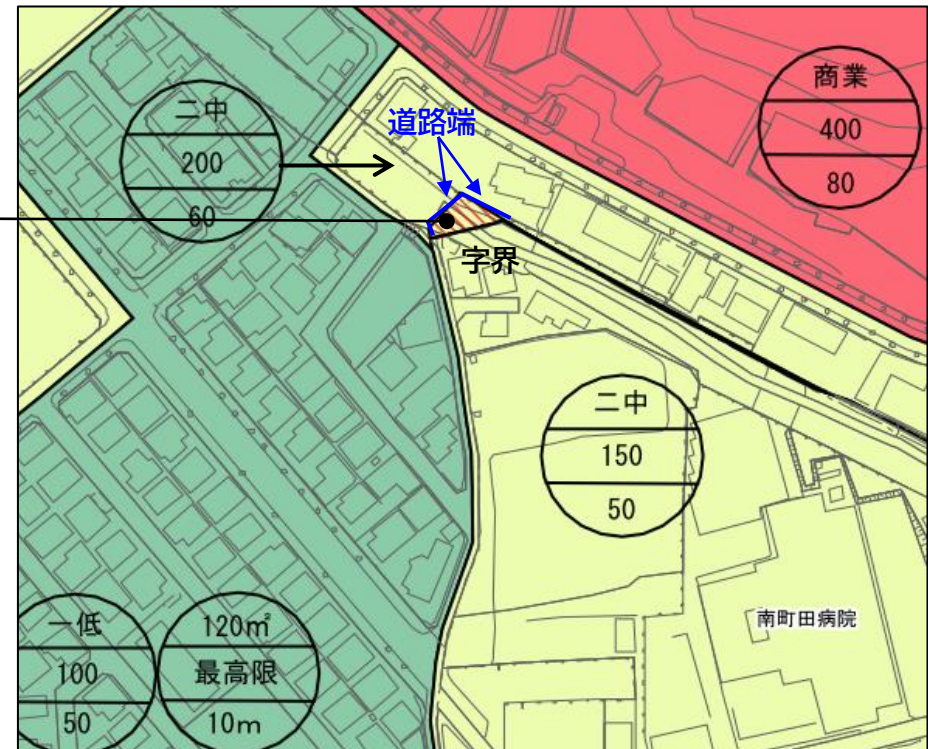 二中
200
60
道路端
商業
400
80
字界
二中
150
50
南町田病院
一低
100
50
120㎡
最高限
10m